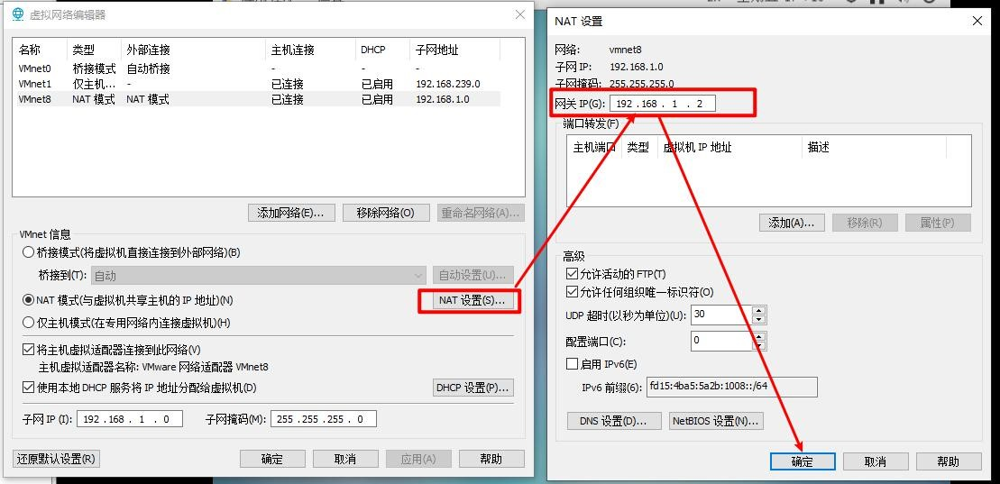 虚拟网络编辑器
名称 类型 外部连接 主机连接 DHCP 子网地址
VMnet0 桥接模式 自动桥接 - - -
VMnet1 仅主机... - 已连接 已启用 192.168.239.0
VMnet8 NAT 模式 NAT 模式 已连接 已启用 192.168.1.0
添加网络(E)... 移除网络(O) 重命名网络(A)...
VMnet 信息
桥接模式(将虚拟机直接连接到外部网络)(B)
桥接到(T): 自动 自动设置(U)...
NAT 模式(与虚拟机共享主机的 IP 地址)(N) NAT 设置(S)...
仅主机模式(在专用网络内连接虚拟机)(H)
将主机虚拟适配器连接到此网络(V)
主机虚拟适配器名称: VMware 网络适配器 VMnet8
使用本地 DHCP 服务将 IP 地址分配给虚拟机(D) DHCP 设置(P)...
子网 IP (I): 192 . 168 . 1 . 0 子网掩码(M): 255 . 255 . 255 . 0
还原默认设置(R) 确定 取消 应用(A) 帮助
NAT 设置
网络: vmnet8
子网 IP: 192.168.1.0
子网掩码: 255.255.255.0
网关 IP(G): 192 . 168 . 1 . 2
端口转发(F)
主机端口 类型 虚拟机 IP 地址 描述
添加(A)... 移除(R) 属性(P)
高级
允许活动的 FTP(T)
允许任何组织唯一标识符(O)
UDP 超时(以秒为单位)(U): 30
配置端口(C): 0
启用 IPv6(E)
IPv6 前缀(6): fd15:4ba5:5a2b:1008::/64
DNS 设置(D)... NetBIOS 设置(N)...
确定 取消 帮助